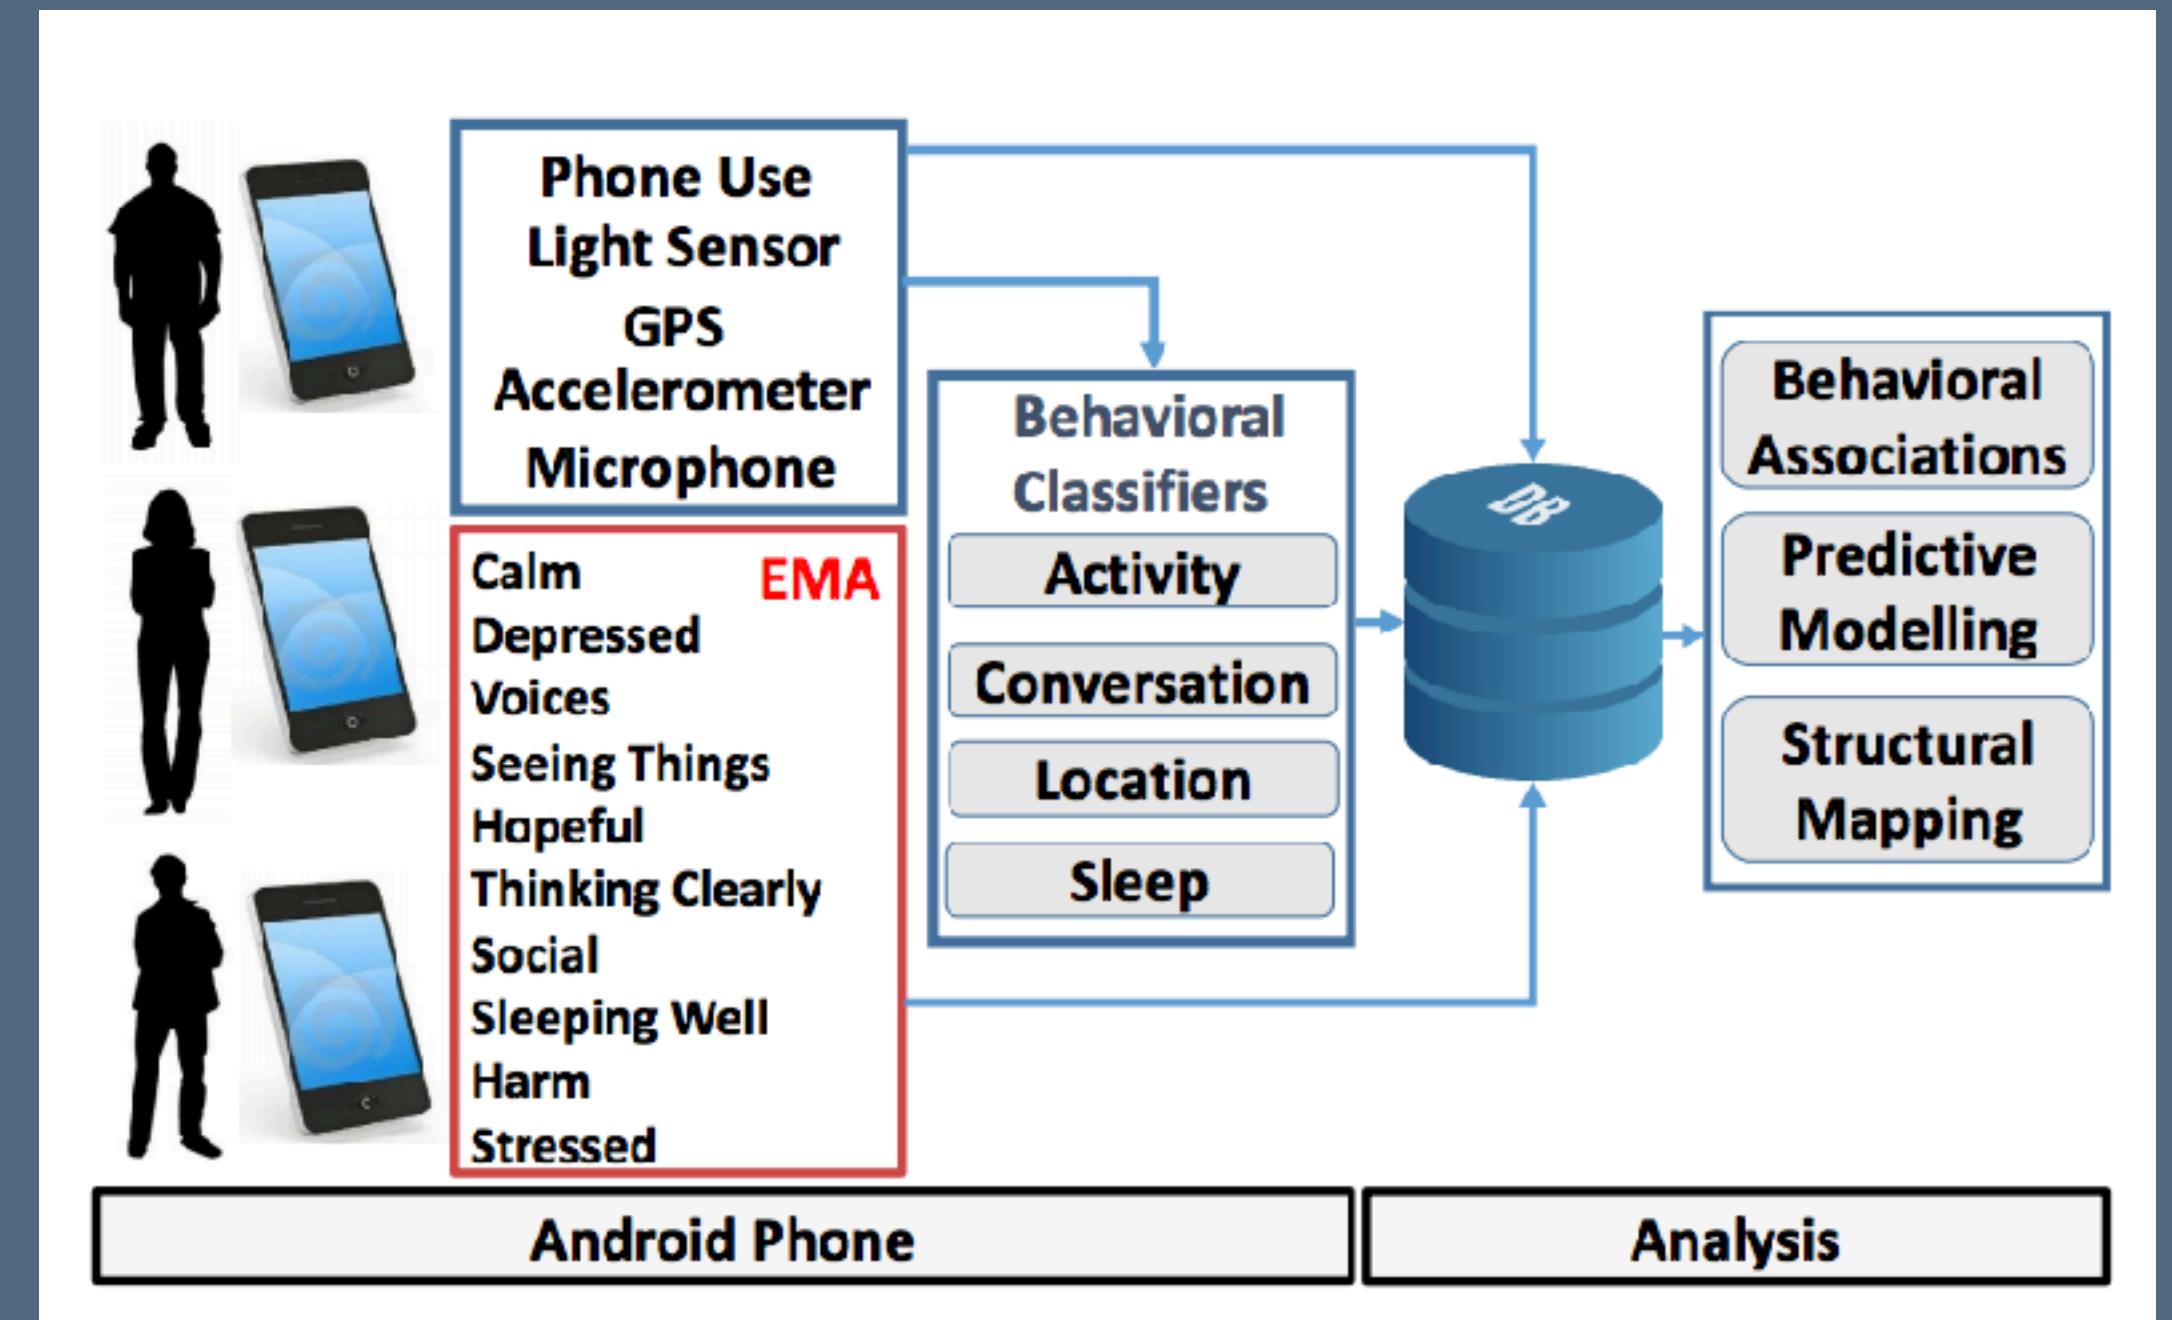 Phone Use
Light Sensor
GPS
Accelerometer
Microphone
EMA
Calm
Depressed
Voices
Seeing Things
Hopeful
Thinking Clearly
Social
Sleeping Well
Harm
Stressed
Behavioral
Classifiers
Activity
Conversation
Location
Sleep
DB
Behavioral
Associations
Predictive
Modelling
Structural
Mapping
Android Phone
Analysis